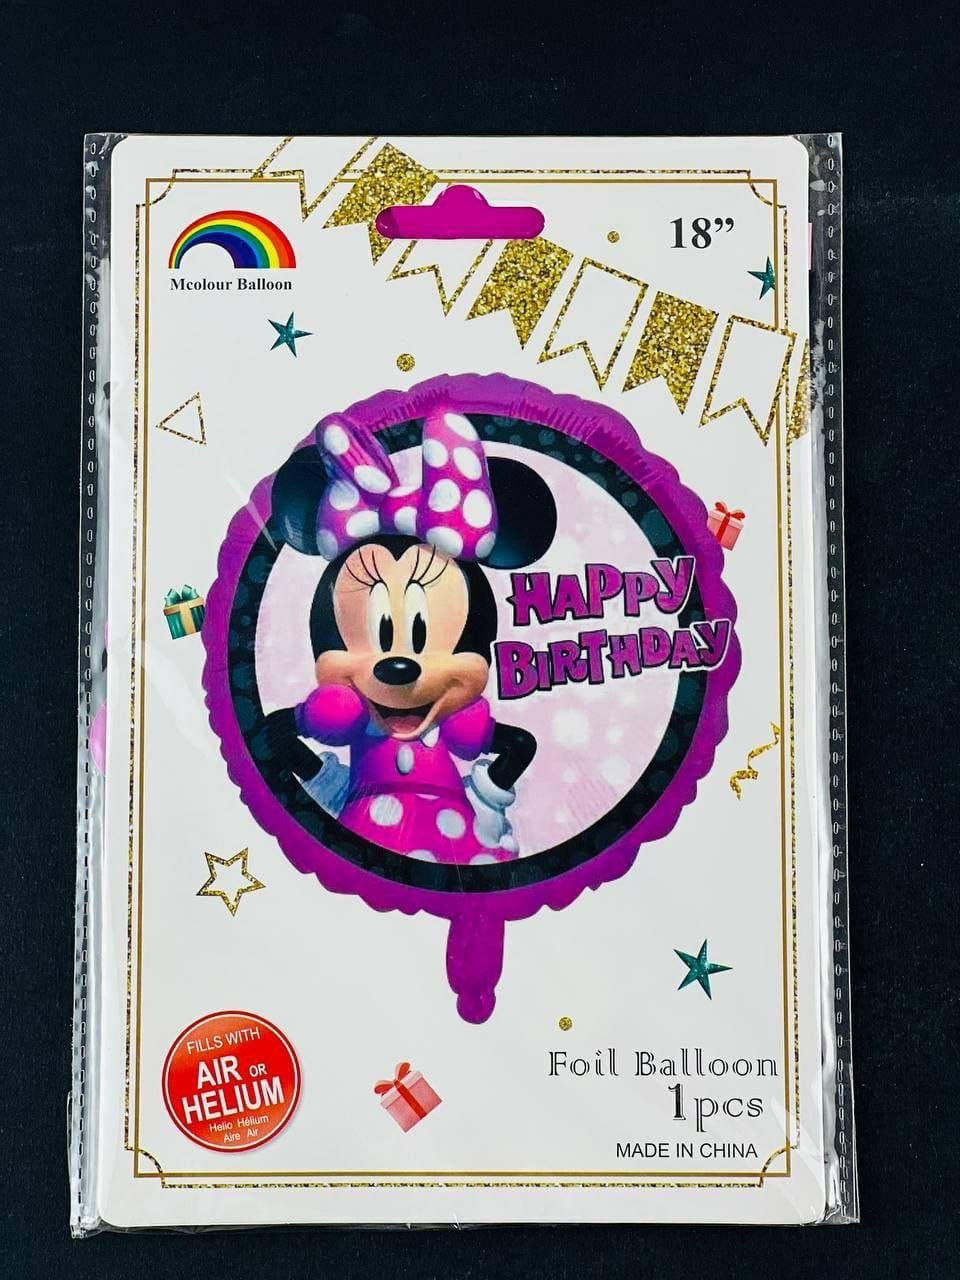 Mcolour Balloon
18”
HAPPY
BIRTHDAY
FILLS WITH
AIR OR
HELIUM
Helio Hélium
Aire Air
Foil Balloon
1pcs
MADE IN CHINA